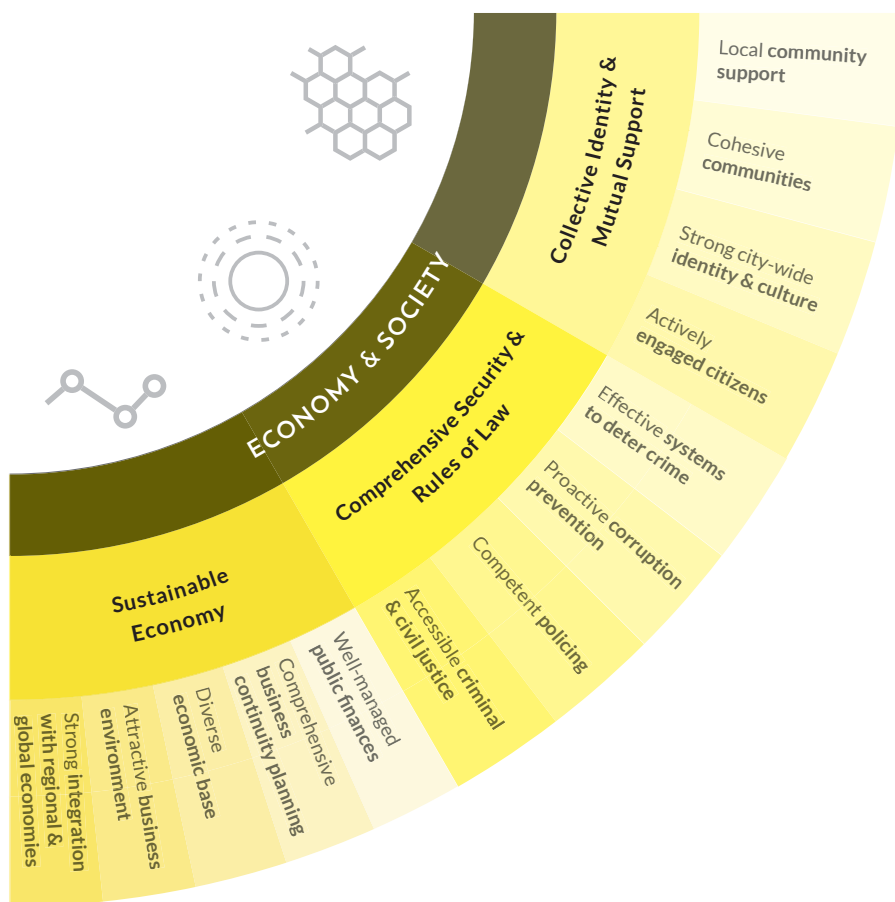 ECONOMY & SOCIETY
Collective Identity &
Mutual Support
Local community
support
Cohesive
communities
Strong city-wide
identity & culture
Actively
engaged citizens
Comprehensive Security &
Rules of Law
Effective systems
to deter crime
Proactive corruption
prevention
Competent policing
Accessible criminal
& civil justice
Sustainable
Economy
Well-managed
public finances
Comprehensive
business
continuity planning
Diverse
economic base
Attractive business
environment
Strong integration
with regional &
global economies